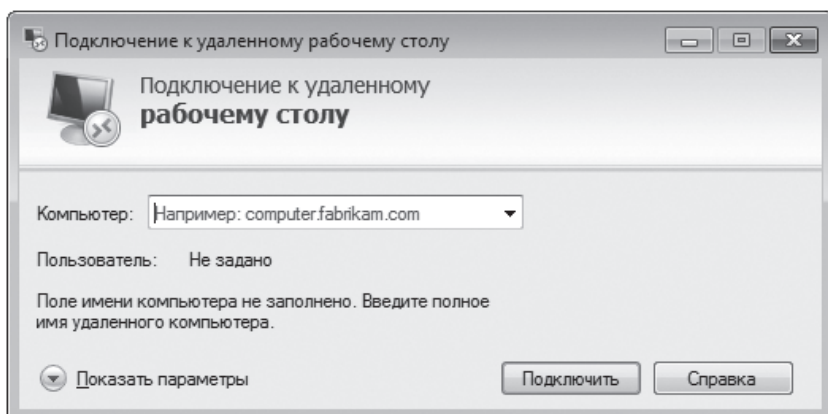 Подключение к удаленному рабочему столу
Подключение к удаленному
рабочему столу
Компьютер: Например: computer.fabrikam.com
Пользователь: Не задано
Поле имени компьютера не заполнено. Введите полное
имя удаленного компьютера.
Показать параметры Подключить Справка